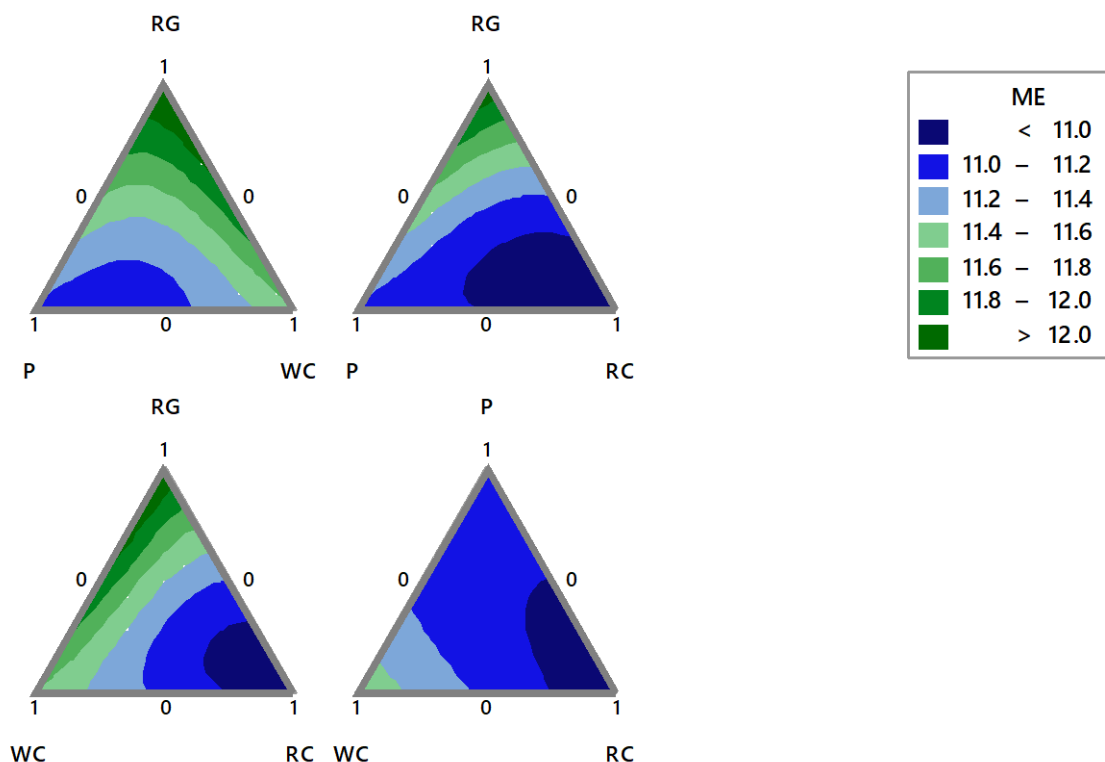 RG RG
1 1
ME
< 11.0
11.0 – 11.2
11.2 – 11.4
11.4 – 11.6
11.6 – 11.8
11.8 – 12.0
> 12.0
0 0 0 0
1 0 1 1 0 1
P WC P RC
RG P
1 1
0 0 0 0
1 0 1 1 0 1
WC RC WC RC